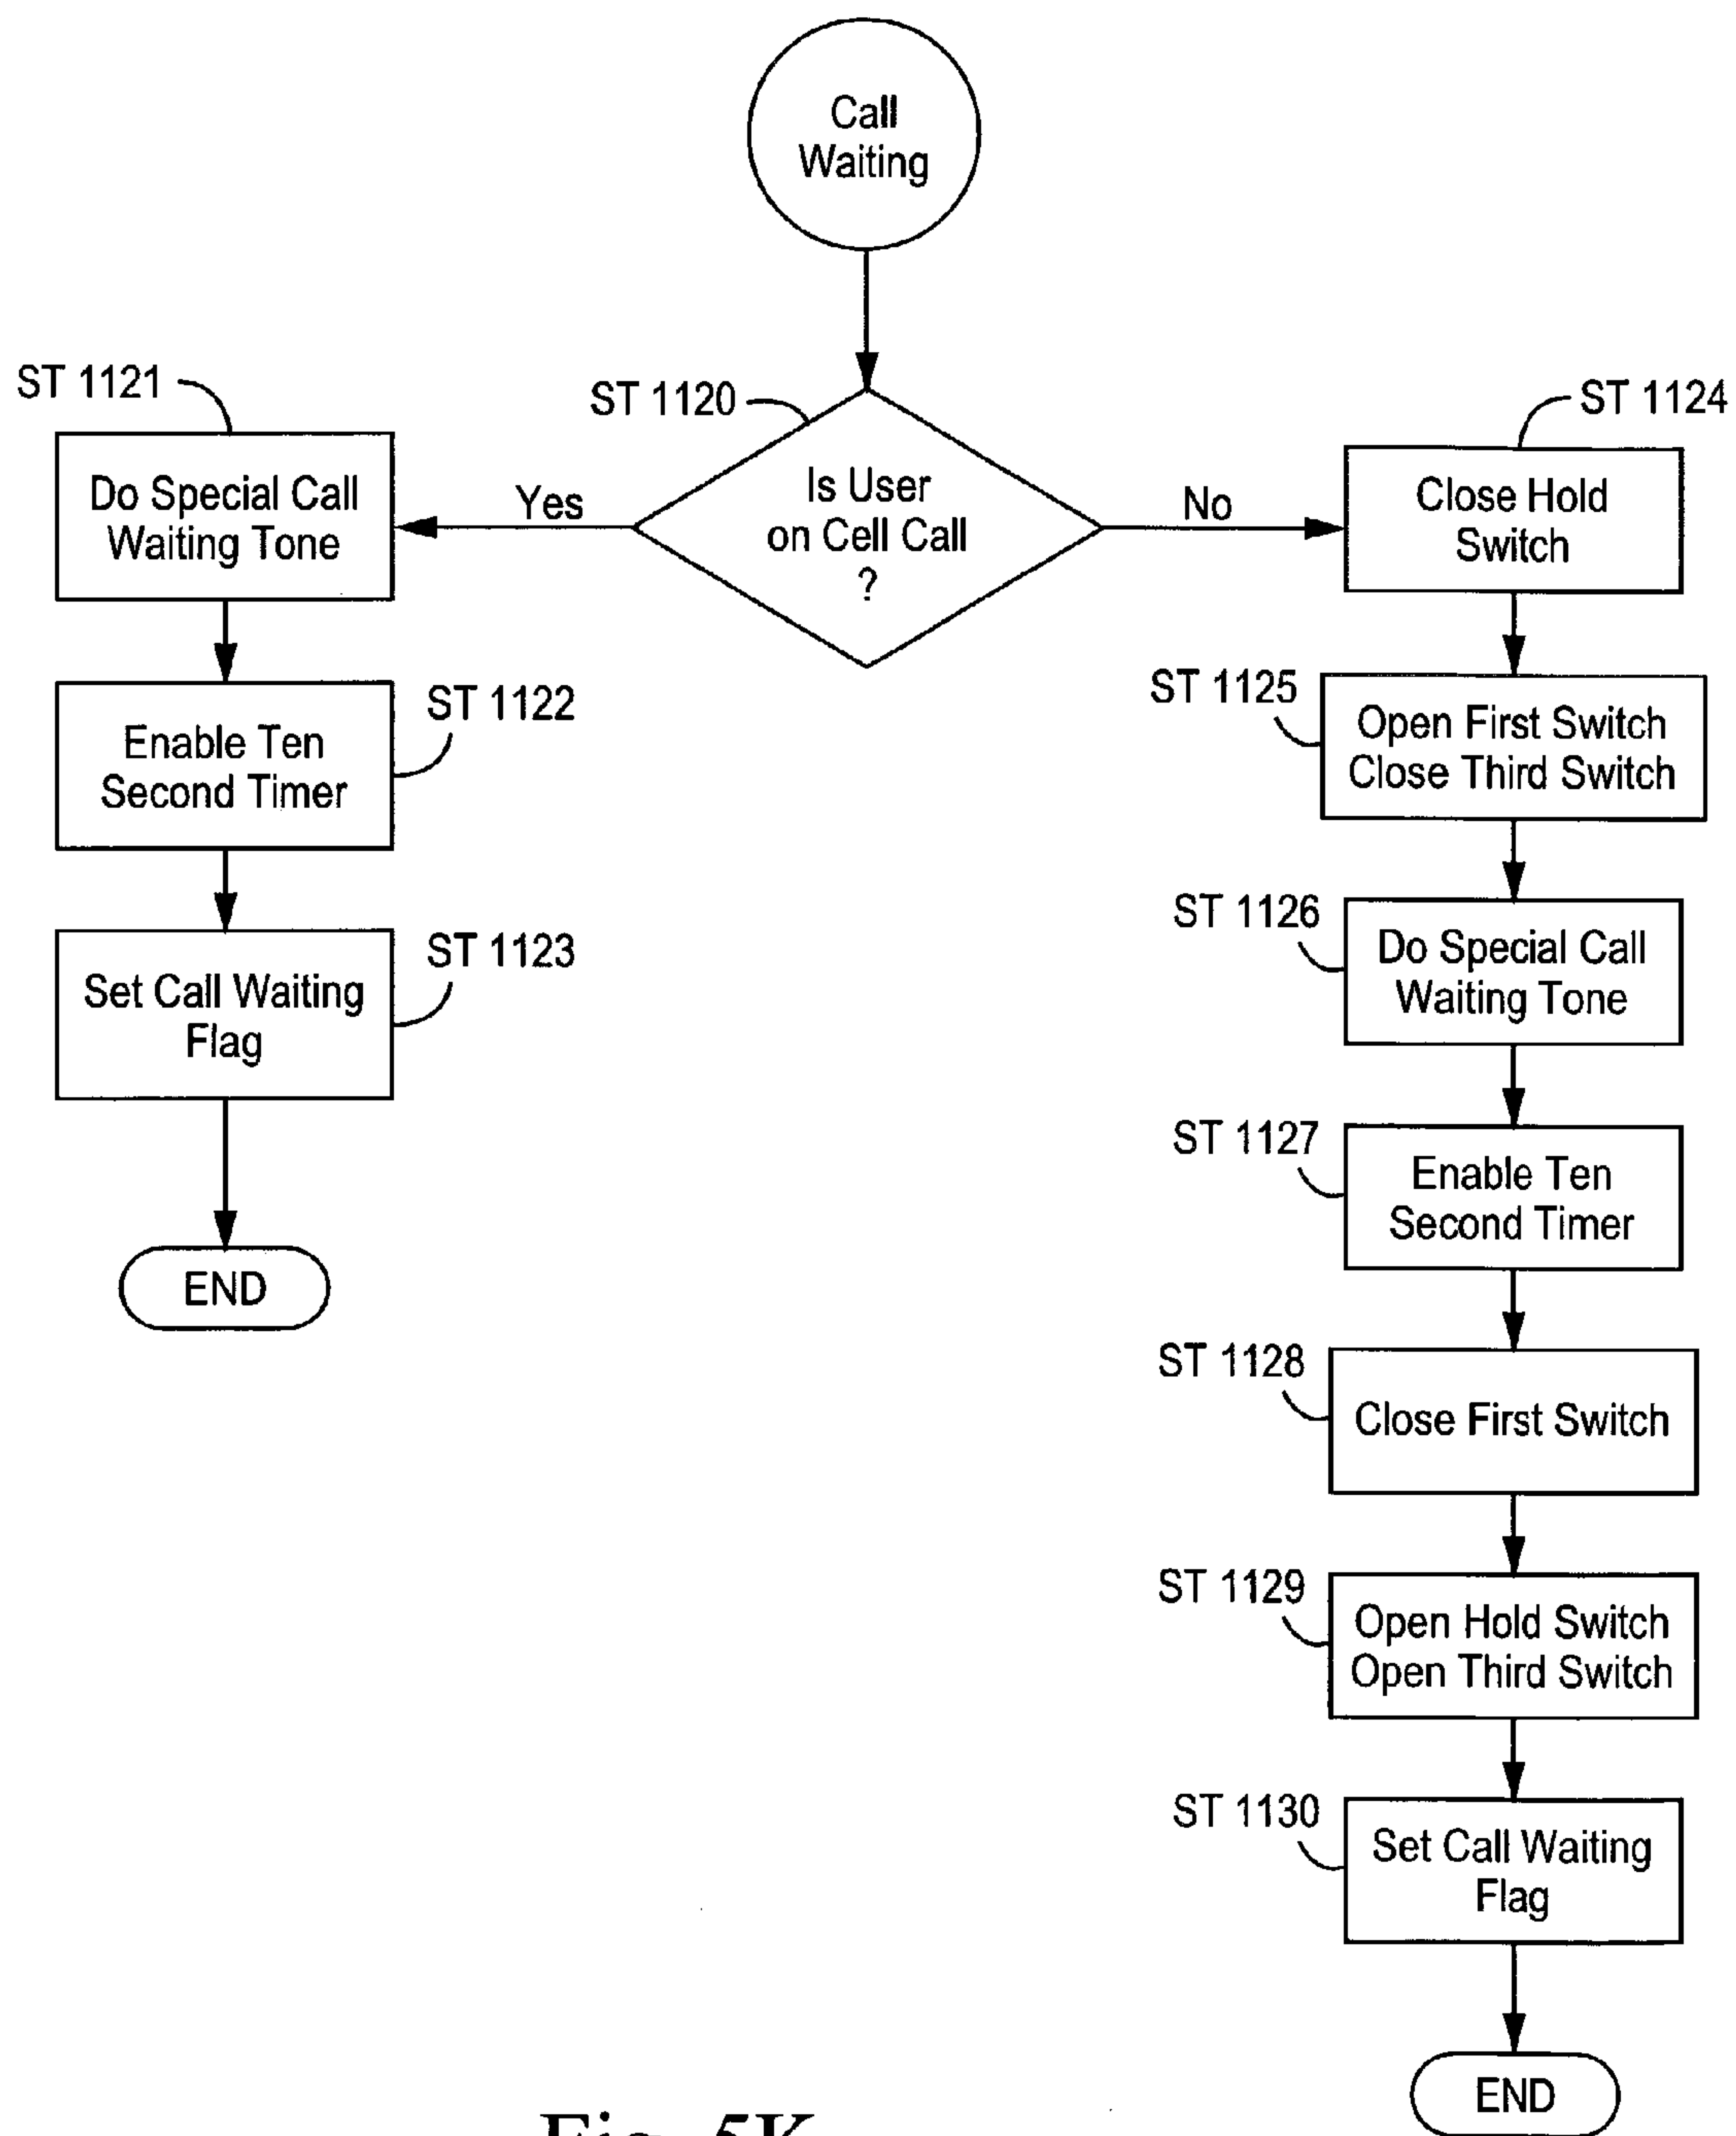 Call
Waiting
ST 1120
Is User
on Cell Call
?
Yes
No
ST 1121
Do Special Call
Waiting Tone
ST 1122
Enable Ten
Second Timer
ST 1123
Set Call Waiting
Flag
END
ST 1124
Close Hold
Switch
ST 1125
Open First Switch
Close Third Switch
ST 1126
Do Special Call
Waiting Tone
ST 1127
Enable Ten
Second Timer
ST 1128
Close First Switch
ST 1129
Open Hold Switch
Open Third Switch
ST 1130
Set Call Waiting
Flag
END
Fig. 5K